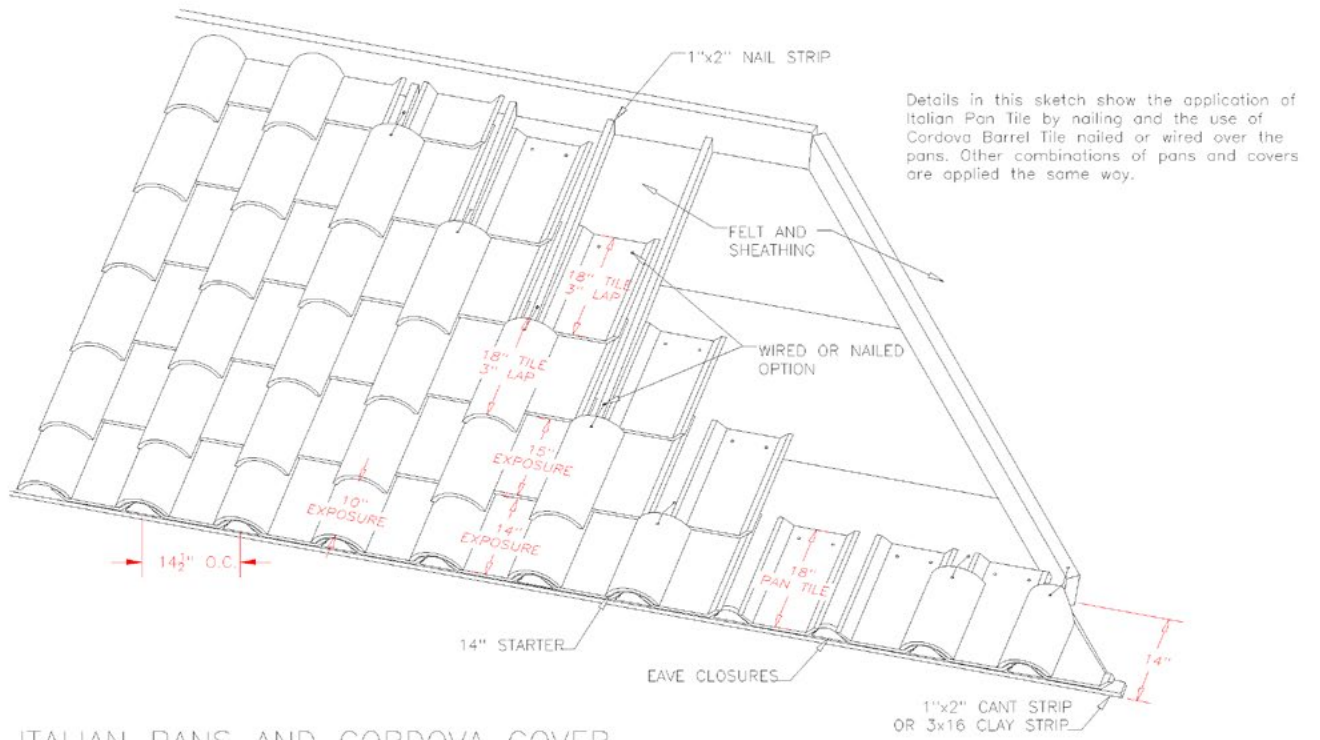 1"x2" NAIL STRIP
Details in this sketch show the application of
Italian Pan Tile by nailing and the use of
Cordova Barrel Tile nailed or wired over the
pans. Other combinations of pans and covers
are applied the same way.
FELT AND
SHEATHING
18" TILE
3" LAP
WIRED OR NAILED
OPTION
18" TILE
3" LAP
15"
EXPOSURE
10"
EXPOSURE
14"
EXPOSURE
14½" O.C.
18"
PAN TILE
14" STARTER
EAVE CLOSURES
14"
1"x2" CANT STRIP
OR 3x16 CLAY STRIP
ITALIAN PANS AND CORDOVA COVER